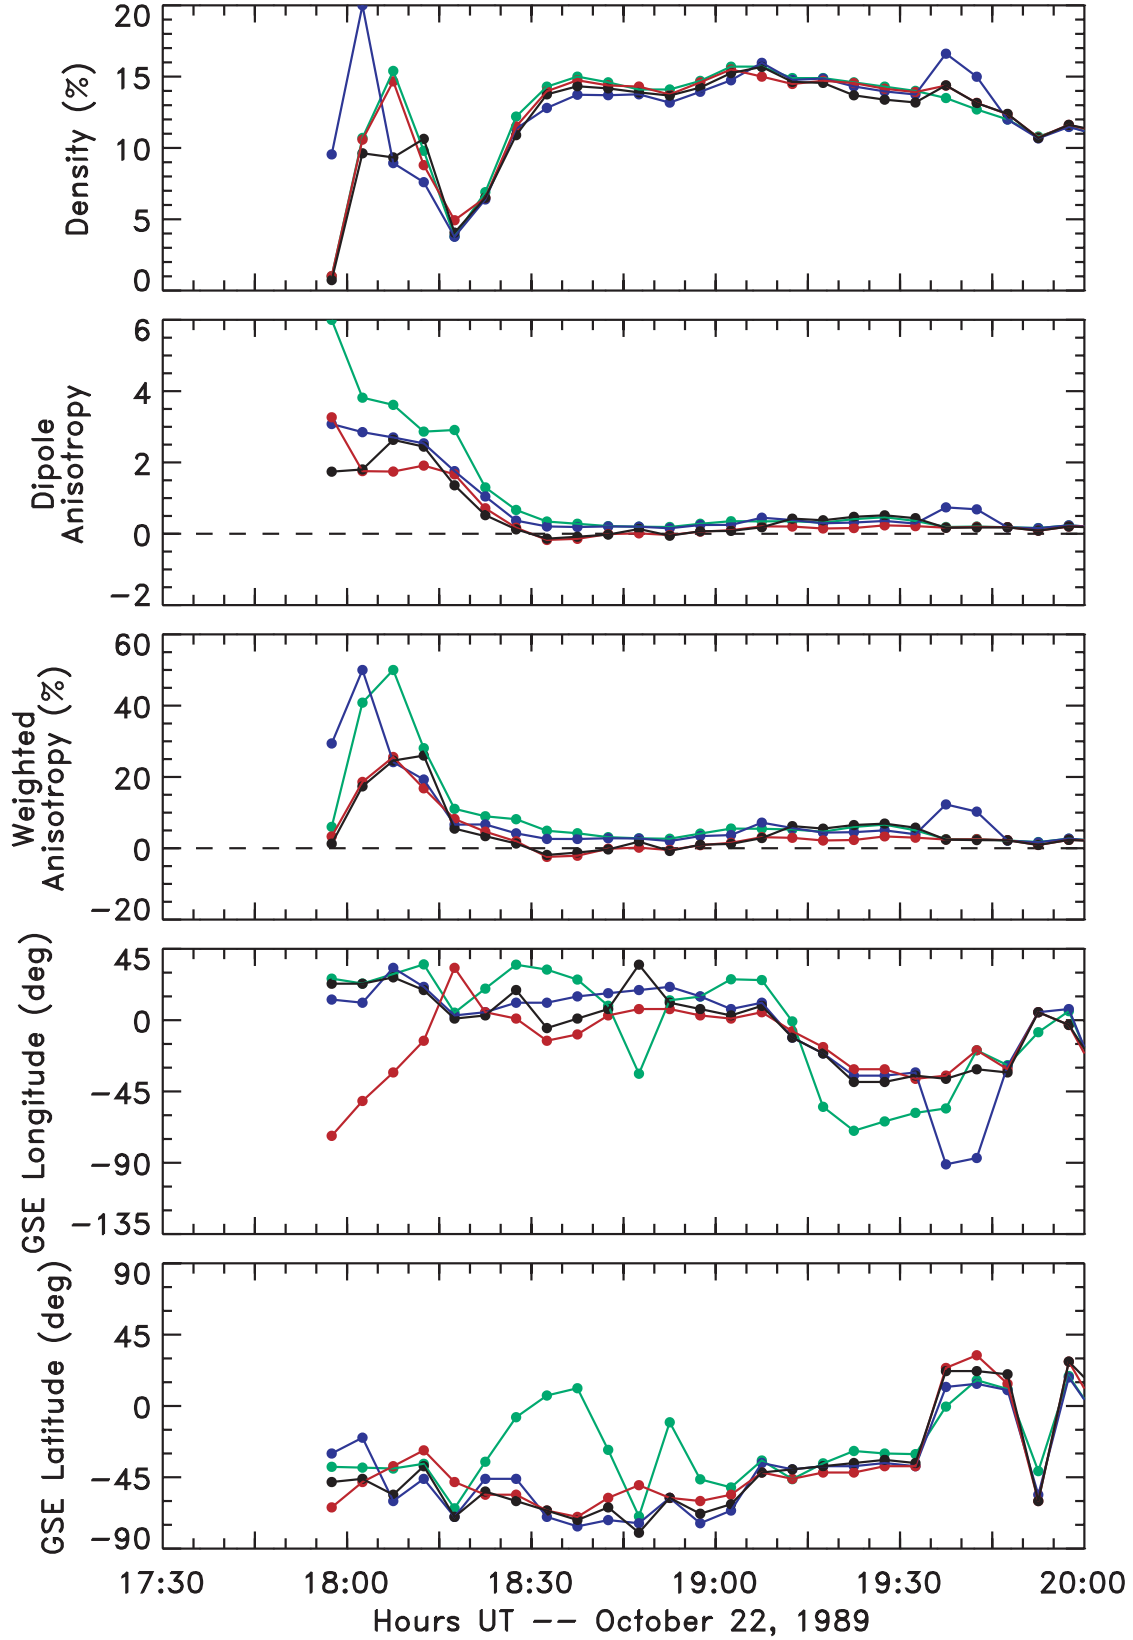 20
15
10
5
0
Density (%)
6
4
2
0
−2
Dipole
Anisotropy
60
40
20
0
−20
Weighted
Anisotropy (%)
45
0
−45
−90
−135
GSE Longitude (deg)
90
45
0
−45
−90
GSE Latitude (deg)
17:30 18:00 18:30 19:00 19:30 20:00
Hours UT −− October 22, 1989